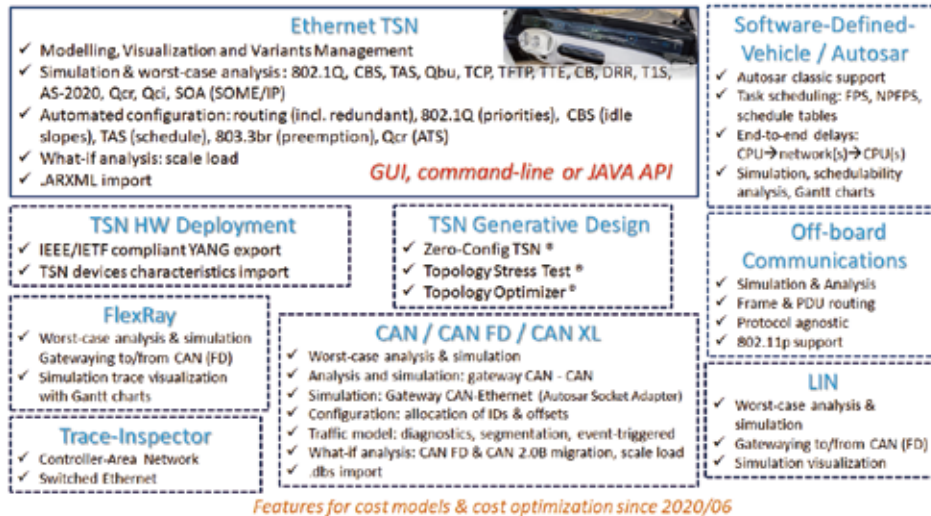 Ethernet TSN
✓ Modelling, Visualization and Variants Management
✓ Simulation & worst-case analysis: 802.1Q, CBS, TAS, Qbu, TCP, TFTP, TTE, CB, DRR, T1S,
AS-2020, Qcr, Qci, SOA (SOME/IP)
✓ Automated configuration: routing (incl. redundant), 802.1Q (priorities), CBS (idle
slopes), TAS (schedule), 803.3br (preemption), Qcr (ATS)
✓ What-if analysis: scale load
✓ .ARXML import
GUI, command-line or JAVA API
Software-Defined-
Vehicle / Autosar
✓ Autosar classic support
✓ Task scheduling: FPS, NPFPS,
schedule tables
✓ End-to-end delays:
CPU→network(s)→CPU(s)
✓ Simulation, schedulability
analysis, Gantt charts
TSN HW Deployment
✓ IEEE/IETF compliant YANG export
✓ TSN devices characteristics import
TSN Generative Design
✓ Zero-Config TSN ®
✓ Topology Stress Test ®
✓ Topology Optimizer ®
Off-board
Communications
✓ Simulation & Analysis
✓ Frame & PDU routing
✓ Protocol agnostic
✓ 802.11p support
FlexRay
✓ Worst-case analysis & simulation
Gatewaying to/from CAN (FD)
✓ Simulation trace visualization
with Gantt charts
CAN / CAN FD / CAN XL
✓ Worst-case analysis & simulation
✓ Analysis and simulation: gateway CAN - CAN
✓ Simulation: Gateway CAN-Ethernet (Autosar Socket Adapter)
✓ Configuration: allocation of IDs & offsets
✓ Traffic model: diagnostics, segmentation, event-triggered
✓ What-if analysis: CAN FD & CAN 2.0B migration, scale load
✓ .dbs import
LIN
✓ Worst-case analysis &
simulation
✓ Gatewaying to/from CAN (FD)
✓ Simulation visualization
Trace-Inspector
✓ Controller-Area Network
✓ Switched Ethernet
Features for cost models & cost optimization since 2020/06